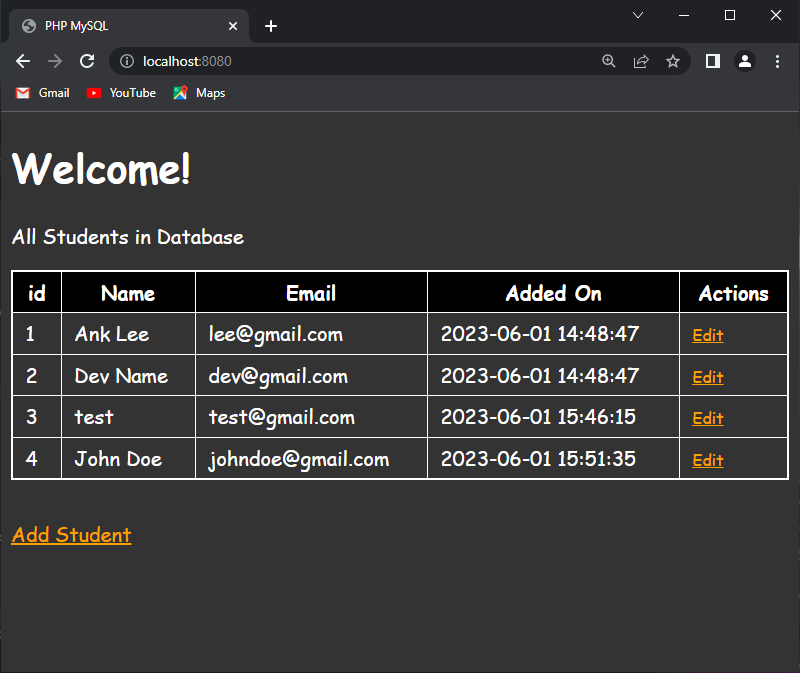 PHP MySQL
localhost:8080
Gmail YouTube Maps
Welcome!
All Students in Database
id Name Email Added On Actions
1 Ank Lee lee@gmail.com 2023-06-01 14:48:47 Edit
2 Dev Name dev@gmail.com 2023-06-01 14:48:47 Edit
3 test test@gmail.com 2023-06-01 15:46:15 Edit
4 John Doe johndoe@gmail.com 2023-06-01 15:51:35 Edit
Add Student